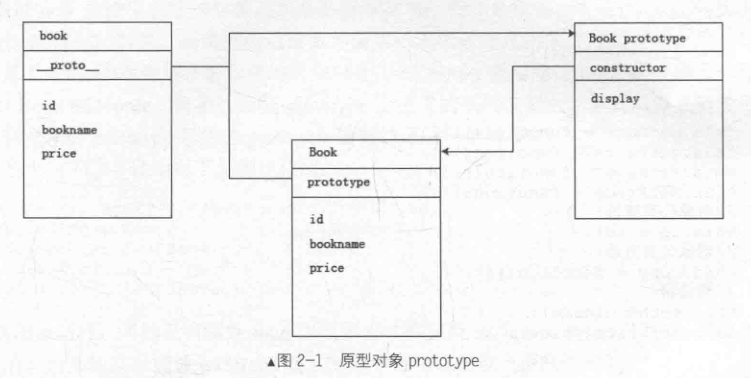 book
__proto__
id
bookname
price
Book
prototype
id
bookname
price
Book prototype
constructor
display
▲图 2-1 原型对象 prototype